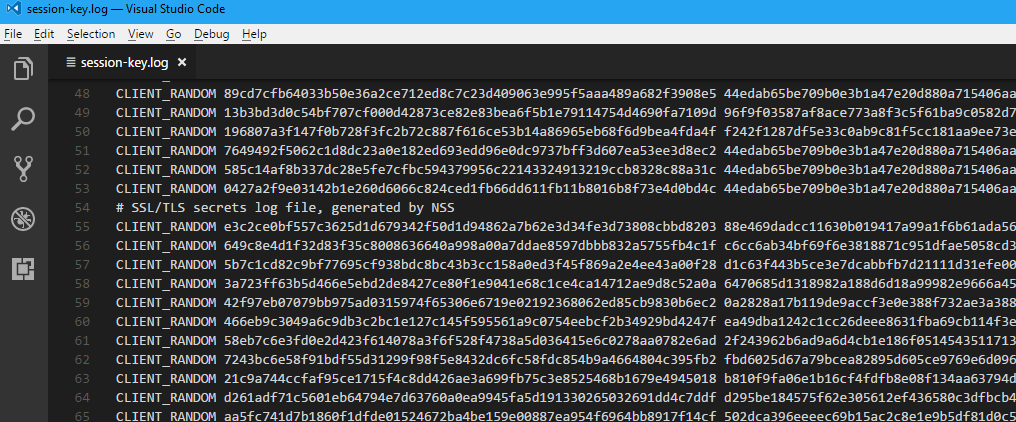 session-key.log — Visual Studio Code
File Edit Selection View Go Debug Help
session-key.log ×
48 CLIENT_RANDOM 89cd7cfb64033b50e36a2ce712ed8c7c23d409063e995f5aaa489a682f3908e5 44edab65be709b0e3b1a47e20d880a715406aa
49 CLIENT_RANDOM 13b3bd3d0c54bf707cf000d42873ce82e83bea6f5b1e79114754d4690fa7109d 96f9f03587af8ace773a8f3c5f61ba9c0582d7
50 CLIENT_RANDOM 196807a3f147f0b728f3fc2b72c887f616ce53b14a86965eb68f6d9bea4fda4f f242f1287df5e33c0ab9c81f5cc181aa9ee73e
51 CLIENT_RANDOM 7649492f5062c1d8dc23a0e182ed693edd96e0dc9737bff3d607ea53ee3d8ec2 44edab65be709b0e3b1a47e20d880a715406aa
52 CLIENT_RANDOM 585c14af8b337dc28e5fe7cfbc594379956c22143324913219ccb8328c88a31c 44edab65be709b0e3b1a47e20d880a715406aa
53 CLIENT_RANDOM 0427a2f9e03142b1e260d6066c824ced1fb66dd611fb11b8016b8f73e4d0bd4c 44edab65be709b0e3b1a47e20d880a715406aa
54 # SSL/TLS secrets log file, generated by NSS
55 CLIENT_RANDOM e3c2ce0bf557c3625d1d679342f50d1d94862a7b62e3d34fe3d73808cbbd8203 88e469dadcc11630b019417a99a1f6b61ada56
56 CLIENT_RANDOM 649c8e4d1f32d83f35c8008636640a998a00a7ddae8597dbbb832a5755fb4c1f c6cc6ab34bf69f6e3818871c951dfae5058cd3
57 CLIENT_RANDOM 5b7c1cd82c9bf77695cf938bdc8bc43b3cc158a0ed3f45f869a2e4ee43a00f28 d1c63f443b5ce3e7dcabbfb7d21111d31efe00
58 CLIENT_RANDOM 3a723ff63b5d466e5ebd2de8427ce80f1e9041e68c1ce4ca14712ae9d8c52a0a 6470685d1318982a188d6d18a99982e9666a45
59 CLIENT_RANDOM 42f97eb07079bb975ad0315974f65306e6719e02192368062ed85cb9830b6ec2 0a2828a17b119de9accf3e0e388f732ae3a388
60 CLIENT_RANDOM 466eb9c3049a6c9db3c2bc1e127c145f595561a9c0754eebcf2b34929bd4247f ea49dba1242c1cc26deee8631fba69cb114f3e
61 CLIENT_RANDOM 58eb7c6e3fd0e2d423f614078a3f6f528f4738a5d036415e6c0278aa0782e6ad 2f243962b6ad9a6d4cb1e186f0514543511713
62 CLIENT_RANDOM 7243bc6e58f91bdf55d31299f98f5e8432dc6fc58fdc854b9a4664804c395fb2 fbd6025d67a79bcea82895d605ce9769e6d096
63 CLIENT_RANDOM 21c9a744ccfaf95ce1715f4c8dd426ae3a699fb75c3e8525468b1679e4945018 b810f9fa06e1b16cf4fdfb8e08f134aa63794d
64 CLIENT_RANDOM d261adf71c5601eb64794e7d63760a0ea9945fa5d191330265032691dd4c7ddf d295be184575f62e305612ef436580c3dfbcb4
65 CLIENT_RANDOM aa5fc741d7b1860f1dfde01524672ba4be159e00887ea954f6964bb8917f14cf 502dca396eeeec69b15ac2c8e1e9b5df81d0c5